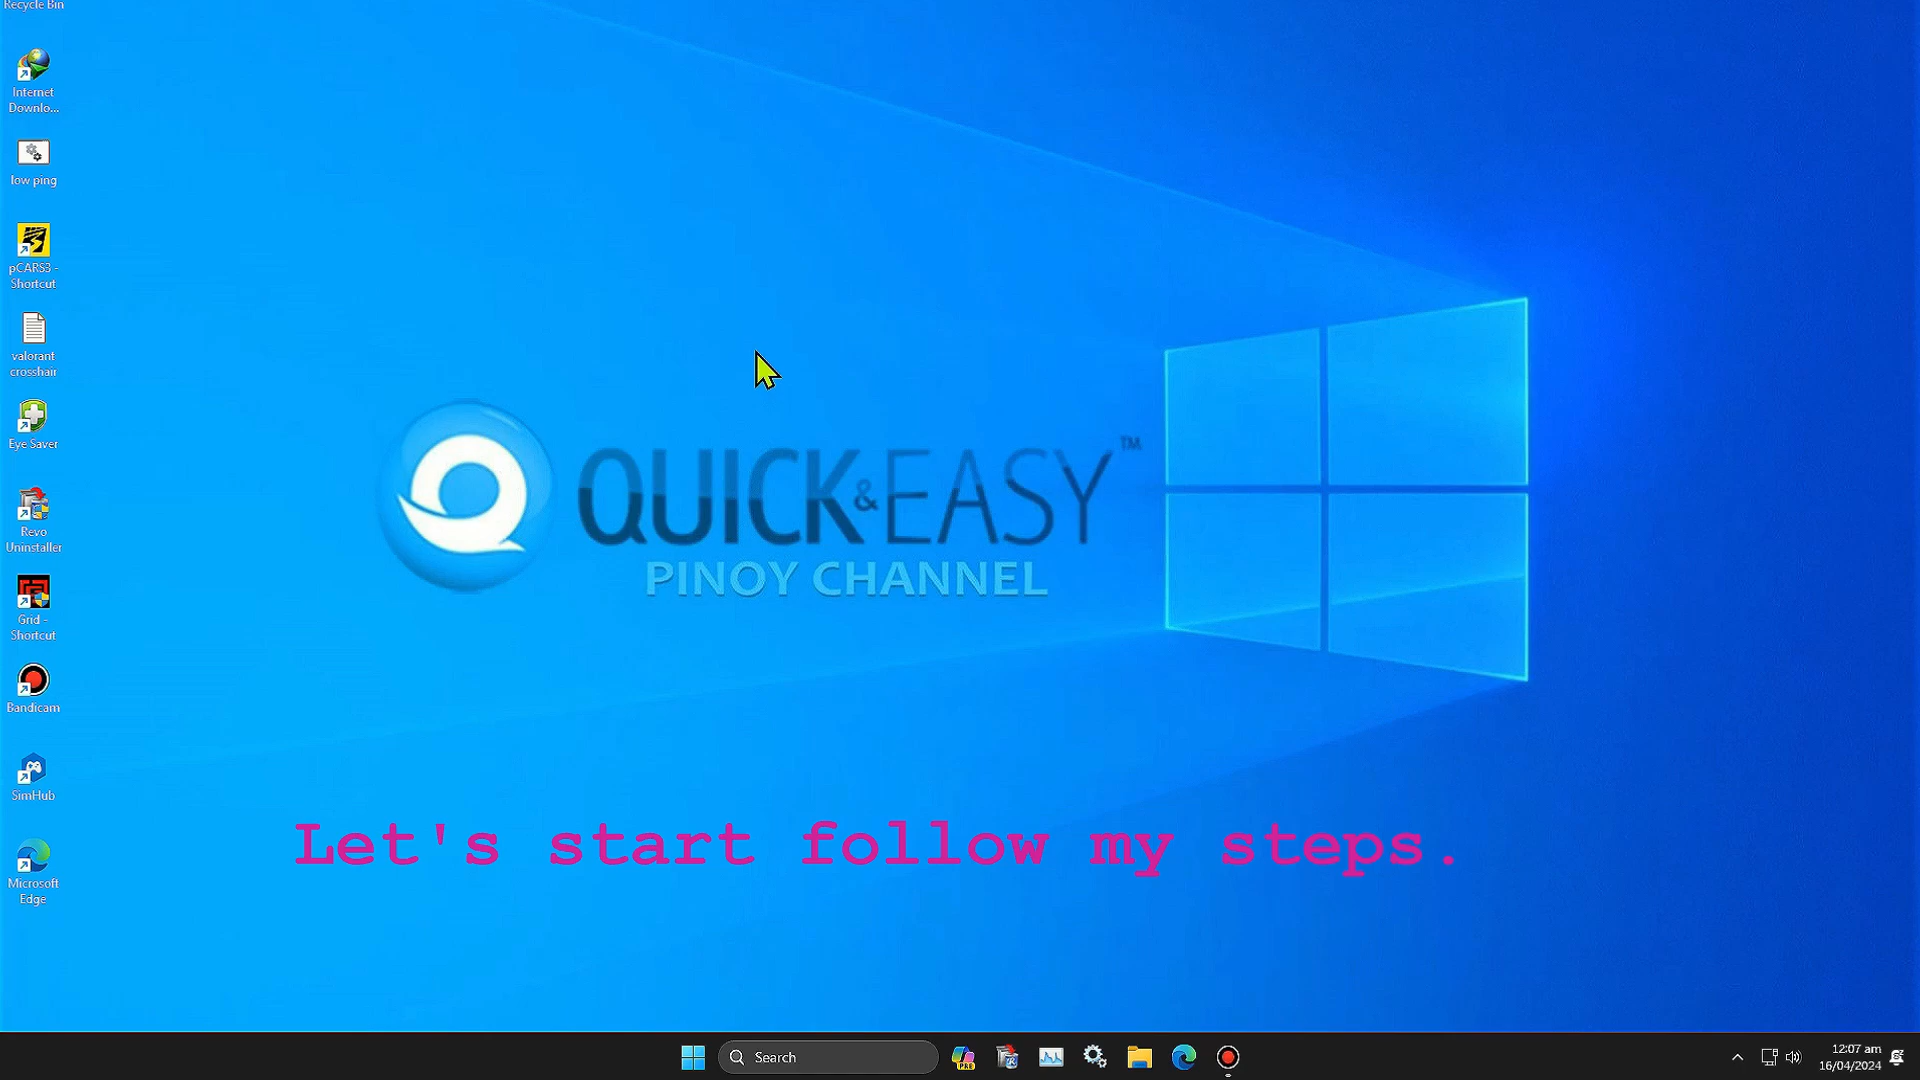 Recycle Bin
Internet
Downlo...
low ping
pCARS3 -
Shortcut
valorant
crosshair
Eye Saver
Revo
Uninstaller
Grid -
Shortcut
Bandicam
SimHub
Microsoft
Edge
QUICK&EASY™
PINOY CHANNEL
Let's start follow my steps.
Search
PRE
12:07 am
16/04/2024